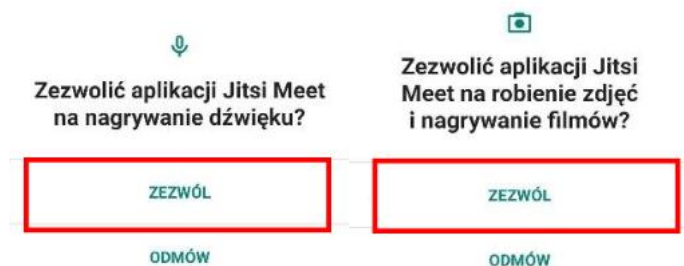 Zezwolić aplikacji Jitsi Meet
na nagrywanie dźwięku?
ZEZWÓL
ODMÓW
Zezwolić aplikacji Jitsi
Meet na robienie zdjęć
i nagrywanie filmów?
ZEZWÓL
ODMÓW